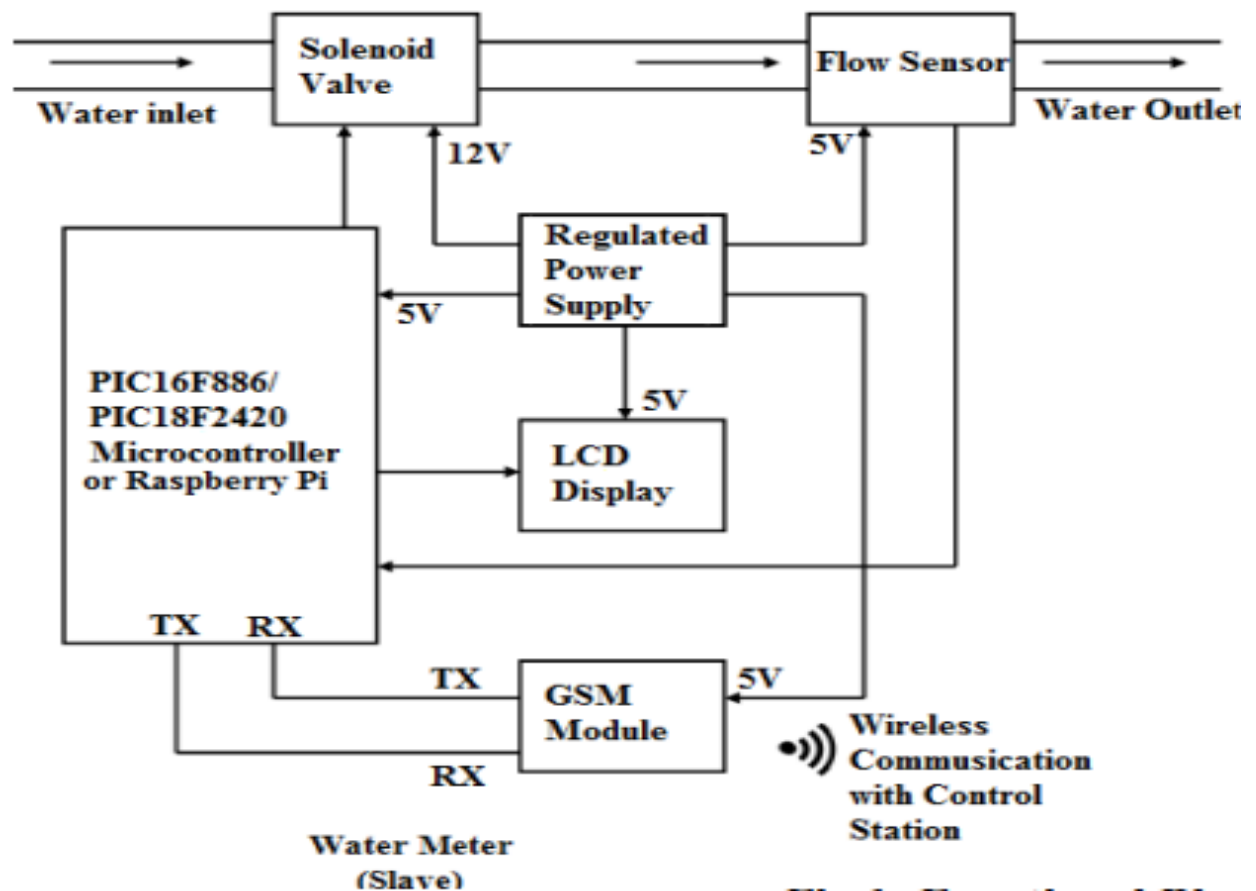 Solenoid
Valve
Flow Sensor
Water inlet
Water Outlet
12V
5V
Regulated
Power
Supply
5V
5V
PIC16F886/
PIC18F2420
Microcontroller
or Raspberry Pi
LCD
Display
TX RX
TX
RX
GSM
Module
5V
Wireless
Commusication
with Control
Station
Water Meter
(Slave)